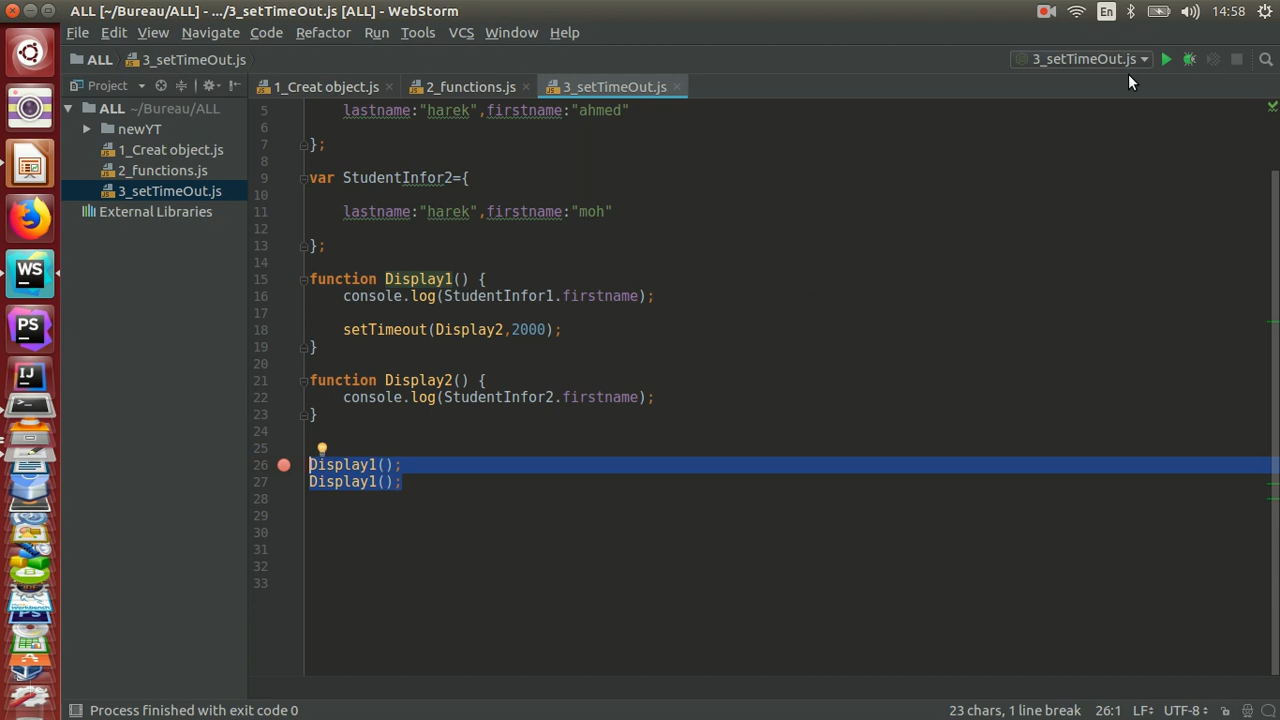 ALL [~/Bureau/ALL] - .../3_setTimeOut.js [ALL] - WebStorm
En
14:58
File Edit View Navigate Code Refactor Run Tools VCS Window Help
ALL 3_setTimeOut.js
3_setTimeOut.js
Project
1_Creat object.js 2_functions.js 3_setTimeOut.js
ALL ~/Bureau/ALL
newYT
1_Creat object.js
2_functions.js
3_setTimeOut.js
External Libraries
WS
PS
IJ
5 lastname:"harek",firstname:"ahmed"
6
7 };
8
9 var StudentInfor2={
10
11 lastname:"harek",firstname:"moh"
12
13 };
14
15 function Display1() {
16 console.log(StudentInfor1.firstname);
17
18 setTimeout(Display2,2000);
19 }
20
21 function Display2() {
22 console.log(StudentInfor2.firstname);
23 }
24
25
26 Display1();
27 Display1();
28
29
30
31
32
33
Process finished with exit code 0
23 chars, 1 line break 26:1 LF÷ UTF-8÷